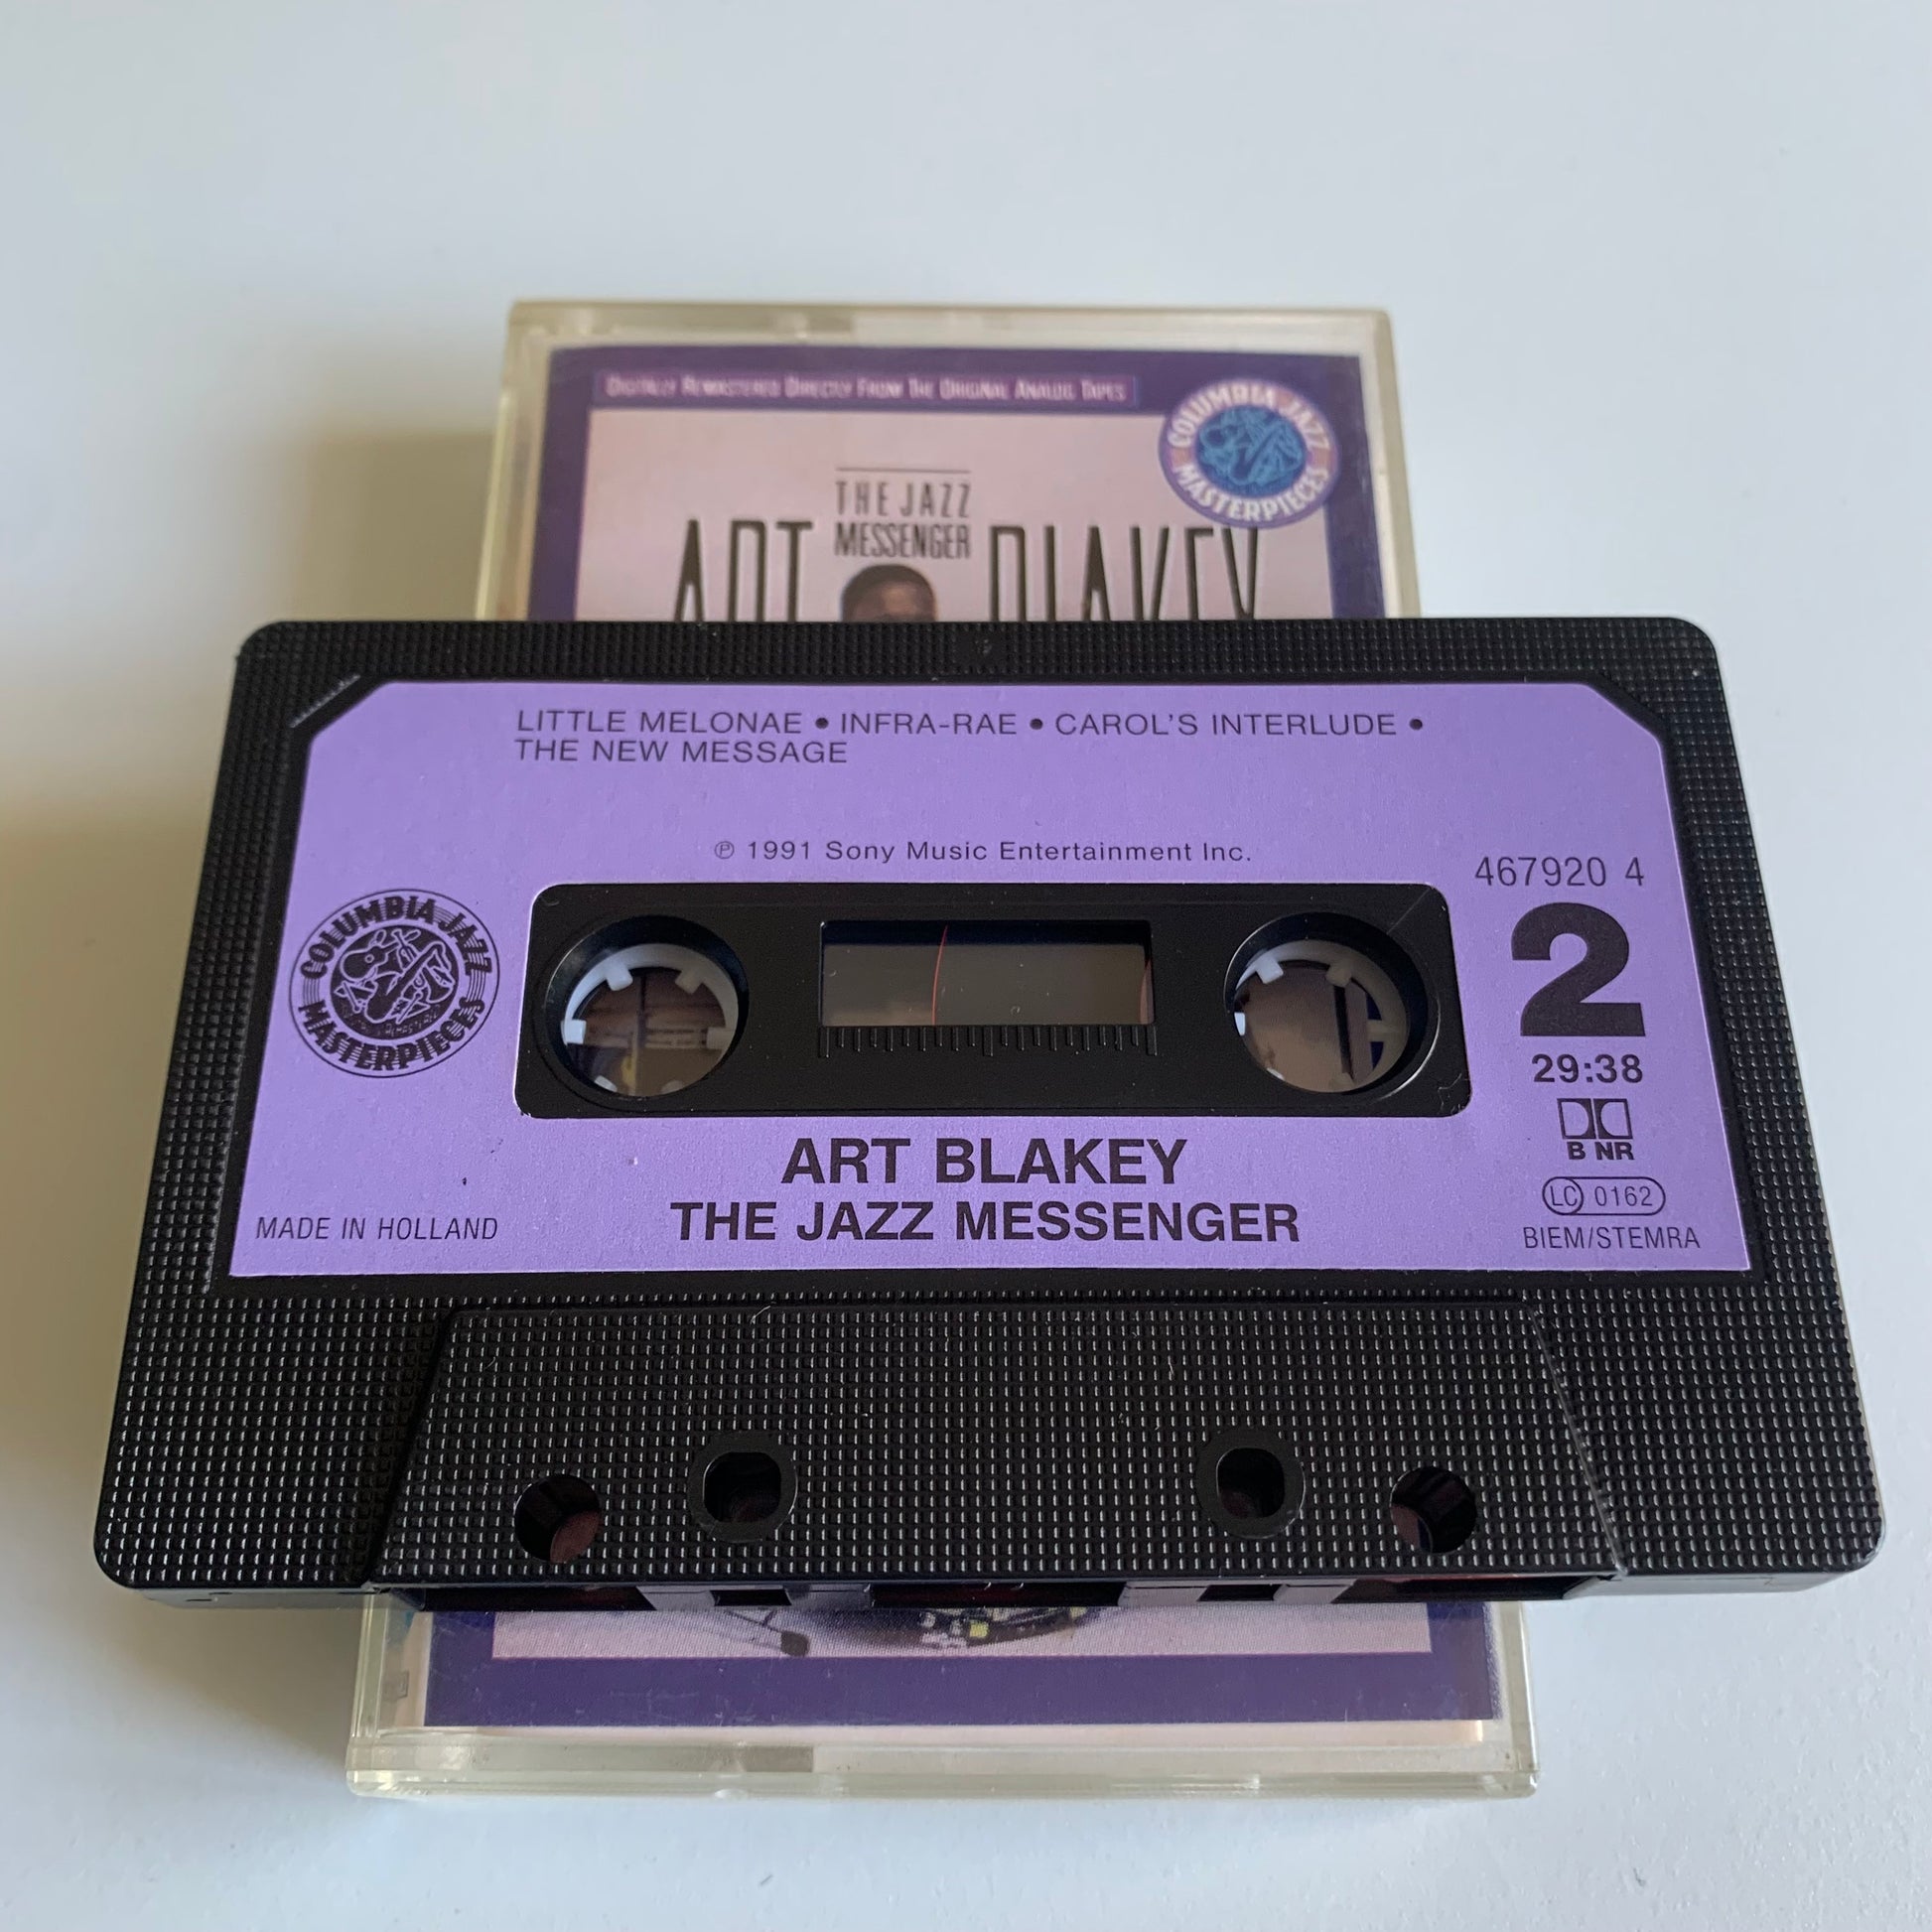 DIGITALLY REMASTERED DIRECTLY FROM THE ORIGINAL ANALOG TAPES
COLUMBIA JAZZ
MASTERPIECES
THE JAZZ
MESSENGER
ART BLAKEY
LITTLE MELONAE • INFRA-RAE • CAROL'S INTERLUDE •
THE NEW MESSAGE
℗ 1991 Sony Music Entertainment Inc.
467920 4
COLUMBIA JAZZ
MASTERPIECES
2
29:38
B NR
LC 0162
BIEM/STEMRA
ART BLAKEY
THE JAZZ MESSENGER
MADE IN HOLLAND